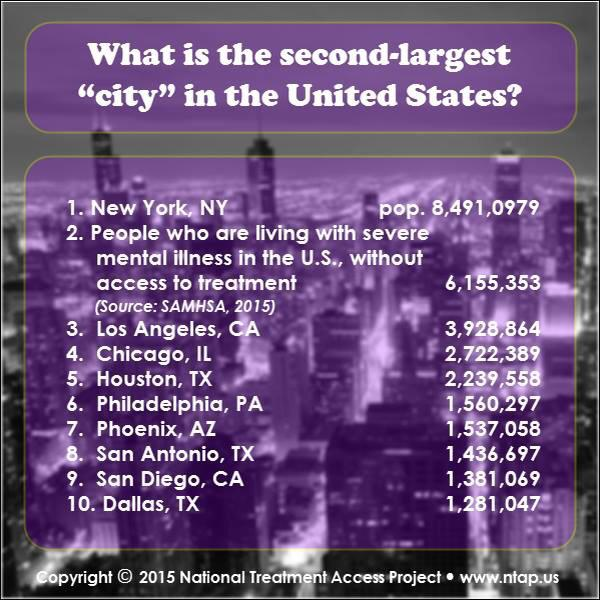 What is the second-largest
“city” in the United States?
1. New York, NY pop. 8,491,0979
2. People who are living with severe
mental illness in the U.S., without
access to treatment 6,155,353
(Source: SAMHSA, 2015)
3. Los Angeles, CA 3,928,864
4. Chicago, IL 2,722,389
5. Houston, TX 2,239,558
6. Philadelphia, PA 1,560,297
7. Phoenix, AZ 1,537,058
8. San Antonio, TX 1,436,697
9. San Diego, CA 1,381,069
10. Dallas, TX 1,281,047
Copyright © 2015 National Treatment Access Project • www.ntap.us